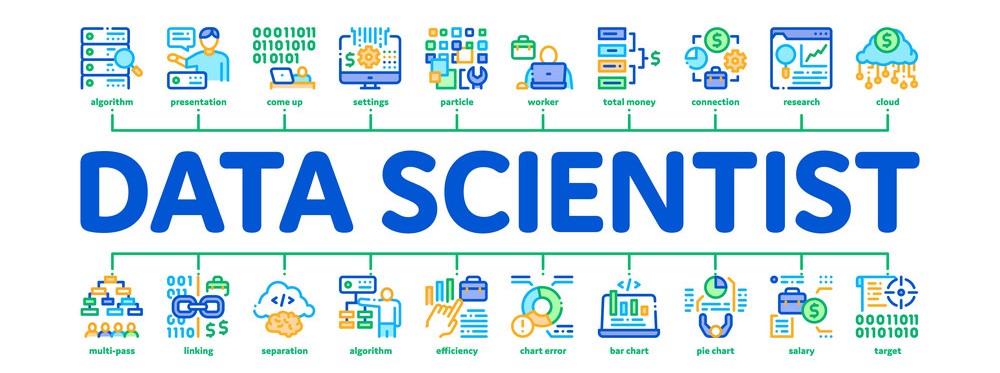 00011011
01101010
010101
$
$
$
$
algorithm
presentation
come up
settings
particle
worker
total money
connection
research
cloud
DATA SCIENTIST
001
</>
</>
1110
$$
$
00011011
01101010
multi-pass
linking
separation
algorithm
efficiency
chart error
bar chart
pie chart
salary
target